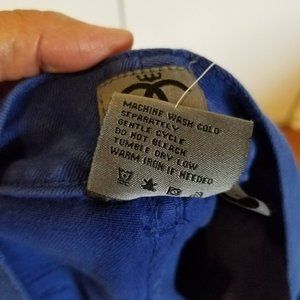 MACHINE WASH COLD
SEPARATELY
GENTLE CYCLE
DO NOT BLEACH
TUMBLE DRY LOW
WARM IRON IF NEEDED